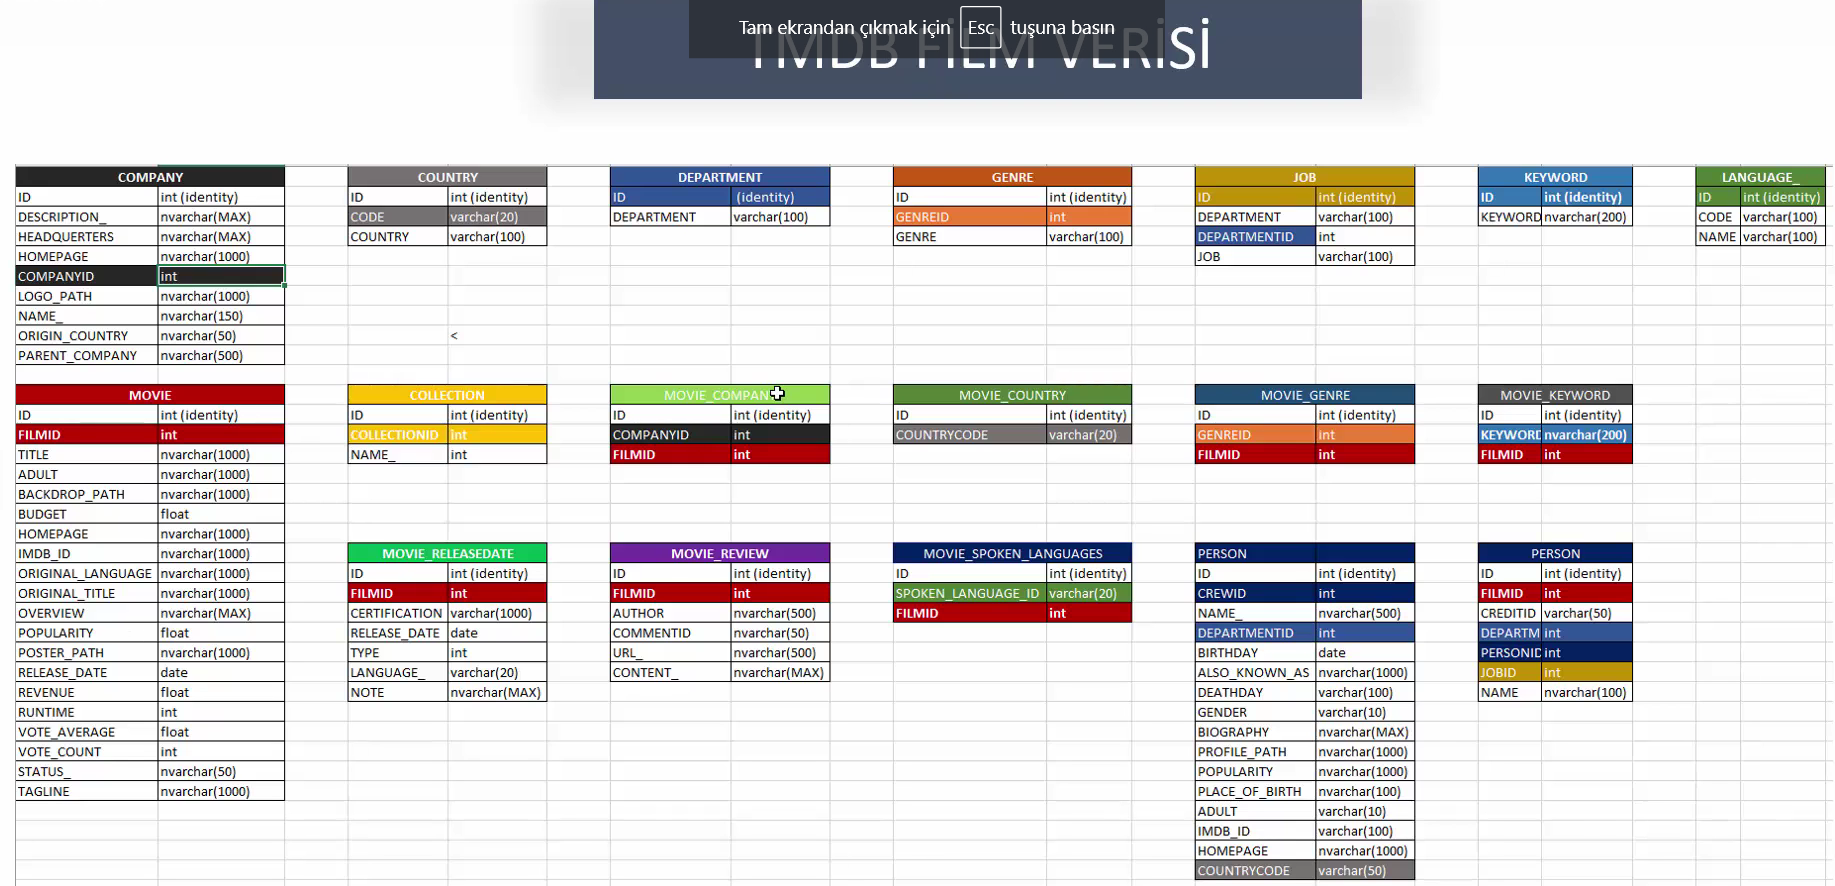 Tam ekrandan çıkmak için Esc tuşuna basın
TMDB FİLM VERİSİ
COMPANY
ID int (identity)
DESCRIPTION_ nvarchar(MAX)
HEADQUERTERS nvarchar(MAX)
HOMEPAGE nvarchar(1000)
COMPANYID int
LOGO_PATH nvarchar(1000)
NAME_ nvarchar(150)
ORIGIN_COUNTRY nvarchar(50)
PARENT_COMPANY nvarchar(500)
COUNTRY
ID int (identity)
CODE varchar(20)
COUNTRY varchar(100)
<
DEPARTMENT
ID (identity)
DEPARTMENT varchar(100)
GENRE
ID int (identity)
GENREID int
GENRE varchar(100)
JOB
ID int (identity)
DEPARTMENT varchar(100)
DEPARTMENTID int
JOB varchar(100)
KEYWORD
ID int (identity)
KEYWORD nvarchar(200)
LANGUAGE_
ID int (identity)
CODE varchar(100)
NAME varchar(100)
MOVIE
ID int (identity)
FILMID int
TITLE nvarchar(1000)
ADULT nvarchar(1000)
BACKDROP_PATH nvarchar(1000)
BUDGET float
HOMEPAGE nvarchar(1000)
IMDB_ID nvarchar(1000)
ORIGINAL_LANGUAGE nvarchar(1000)
ORIGINAL_TITLE nvarchar(1000)
OVERVIEW nvarchar(MAX)
POPULARITY float
POSTER_PATH nvarchar(1000)
RELEASE_DATE date
REVENUE float
RUNTIME int
VOTE_AVERAGE float
VOTE_COUNT int
STATUS_ nvarchar(50)
TAGLINE nvarchar(1000)
COLLECTION
ID int (identity)
COLLECTIONID int
NAME_ int
MOVIE_COMPAN
ID int (identity)
COMPANYID int
FILMID int
MOVIE_COUNTRY
ID int (identity)
COUNTRYCODE varchar(20)
MOVIE_GENRE
ID int (identity)
GENREID int
FILMID int
MOVIE_KEYWORD
ID int (identity)
KEYWORD nvarchar(200)
FILMID int
MOVIE_RELEASEDATE
ID int (identity)
FILMID int
CERTIFICATION varchar(1000)
RELEASE_DATE date
TYPE int
LANGUAGE_ varchar(20)
NOTE nvarchar(MAX)
MOVIE_REVIEW
ID int (identity)
FILMID int
AUTHOR nvarchar(500)
COMMENTID nvarchar(50)
URL_ nvarchar(500)
CONTENT_ nvarchar(MAX)
MOVIE_SPOKEN_LANGUAGES
ID int (identity)
SPOKEN_LANGUAGE_ID varchar(20)
FILMID int
PERSON
ID int (identity)
CREWID int
NAME_ nvarchar(500)
DEPARTMENTID int
BIRTHDAY date
ALSO_KNOWN_AS nvarchar(1000)
DEATHDAY varchar(100)
GENDER varchar(10)
BIOGRAPHY nvarchar(MAX)
PROFILE_PATH nvarchar(1000)
POPULARITY nvarchar(1000)
PLACE_OF_BIRTH nvarchar(100)
ADULT varchar(10)
IMDB_ID varchar(100)
HOMEPAGE nvarchar(1000)
COUNTRYCODE varchar(50)
PERSON
ID int (identity)
FILMID int
CREDITID varchar(50)
DEPARTM int
PERSONID int
JOBID int
NAME nvarchar(100)